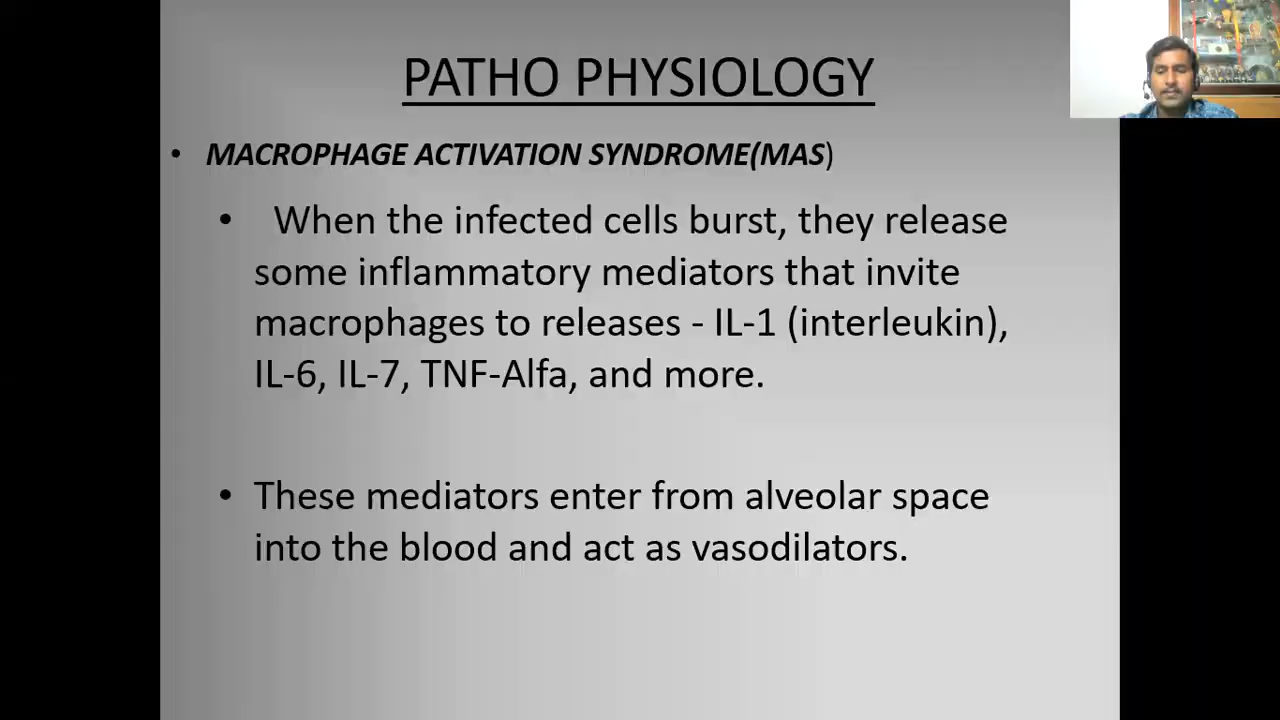 PATHO PHYSIOLOGY
• MACROPHAGE ACTIVATION SYNDROME(MAS)
• When the infected cells burst, they release
some inflammatory mediators that invite
macrophages to releases - IL-1 (interleukin),
IL-6, IL-7, TNF-Alfa, and more.
• These mediators enter from alveolar space
into the blood and act as vasodilators.